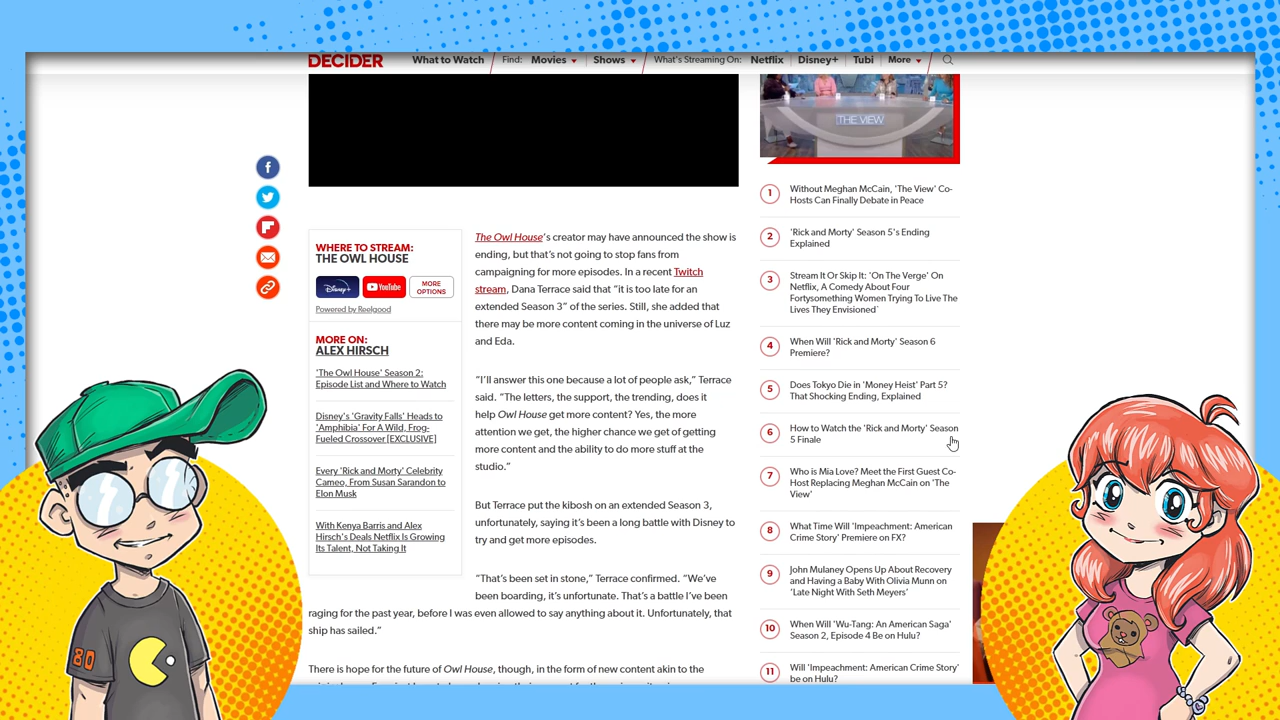 DECIDER
What to Watch
Find:
Movies
Shows
What's Streaming On:
Netflix
Disney+
Tubi
More
THE VIEW
WHERE TO STREAM:
THE OWL HOUSE
Disney+
YouTube
MORE
OPTIONS
Powered by Reelgood
MORE ON:
ALEX HIRSCH
'The Owl House' Season 2:
Episode List and Where to Watch
Disney's 'Gravity Falls' Heads to
'Amphibia' For A Wild, Frog-
Fueled Crossover [EXCLUSIVE]
Every 'Rick and Morty' Celebrity
Cameo, From Susan Sarandon to
Elon Musk
With Kenya Barris and Alex
Hirsch's Deals Netflix Is Growing
Its Talent, Not Taking It
The Owl House's creator may have announced the show is
ending, but that's not going to stop fans from
campaigning for more episodes. In a recent Twitch
stream, Dana Terrace said that "it is too late for an
extended Season 3" of the series. Still, she added that
there may be more content coming in the universe of Luz
and Eda.
"I'll answer this one because a lot of people ask," Terrace
said. "The letters, the support, the trending, does it
help Owl House get more content? Yes, the more
attention we get, the higher chance we get of getting
more content and the ability to do more stuff at the
studio."
But Terrace put the kibosh on an extended Season 3,
unfortunately, saying it's been a long battle with Disney to
try and get more episodes.
"That's been set in stone," Terrace confirmed. "We've
been boarding, it's unfortunate. That's a battle I've been
raging for the past year, before I was even allowed to say anything about it. Unfortunately, that
ship has sailed."
There is hope for the future of Owl House, though, in the form of new content akin to the
1
Without Meghan McCain, 'The View' Co-
Hosts Can Finally Debate in Peace
2
'Rick and Morty' Season 5's Ending
Explained
3
Stream It Or Skip It: 'On The Verge' On
Netflix, A Comedy About Four
Fortysomething Women Trying To Live The
Lives They Envisioned`
4
When Will 'Rick and Morty' Season 6
Premiere?
5
Does Tokyo Die in 'Money Heist' Part 5?
That Shocking Ending, Explained
6
How to Watch the 'Rick and Morty' Season
5 Finale
7
Who is Mia Love? Meet the First Guest Co-
Host Replacing Meghan McCain on 'The
View'
8
What Time Will 'Impeachment: American
Crime Story' Premiere on FX?
9
John Mulaney Opens Up About Recovery
and Having a Baby With Olivia Munn on
'Late Night With Seth Meyers'
10
When Will 'Wu-Tang: An American Saga'
Season 2, Episode 4 Be on Hulu?
11
Will 'Impeachment: American Crime Story'
be on Hulu?
80